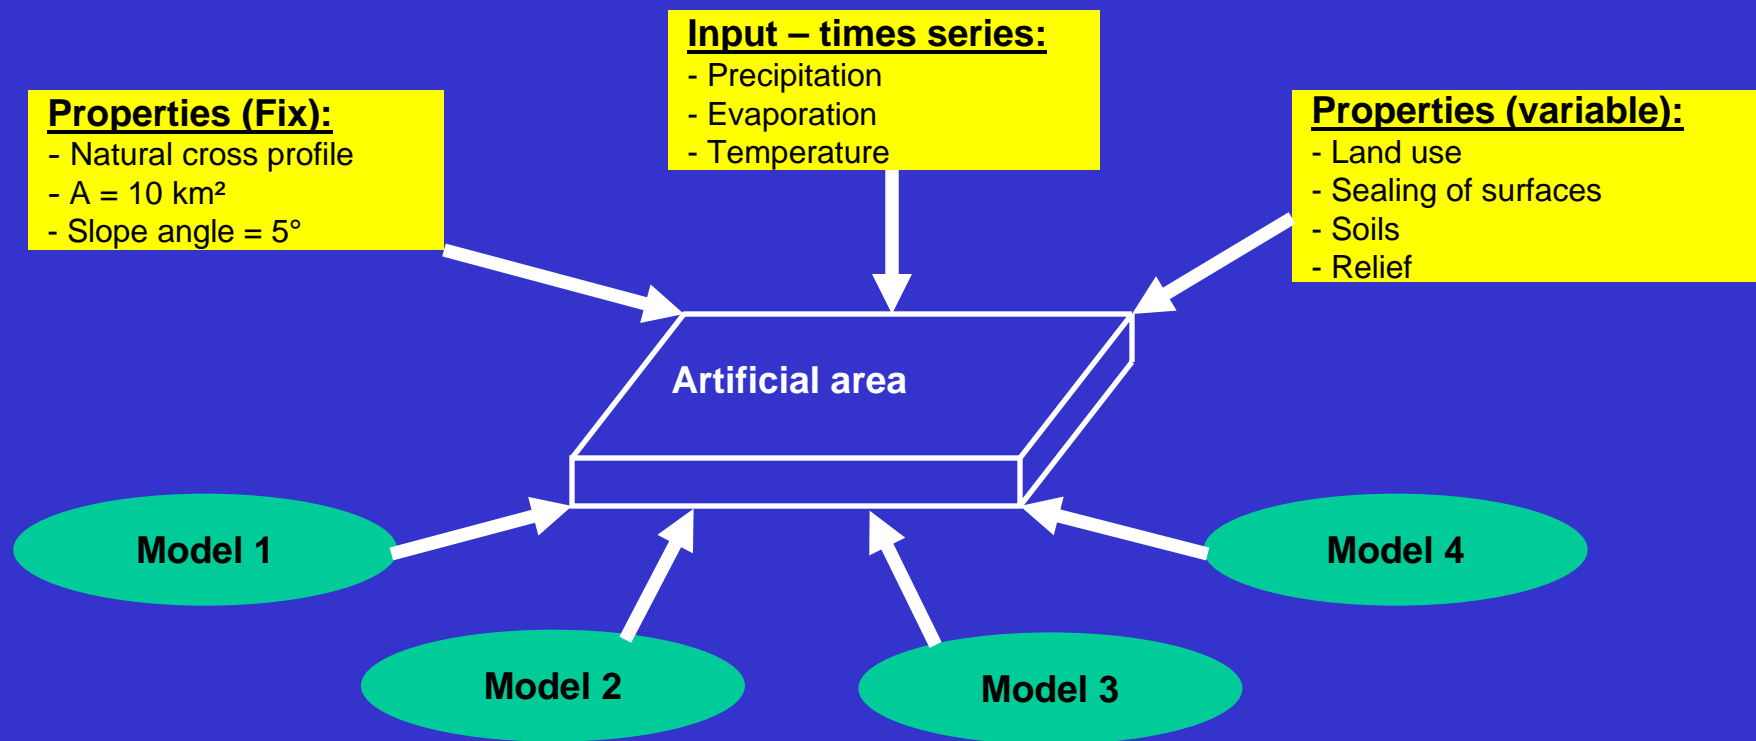 Input – times series:
- Precipitation
- Evaporation
- Temperature
Properties (Fix):
- Natural cross profile
- A = 10 km²
- Slope angle = 5°
Properties (variable):
- Land use
- Sealing of surfaces
- Soils
- Relief
Artificial area
Model 1
Model 4
Model 2
Model 3